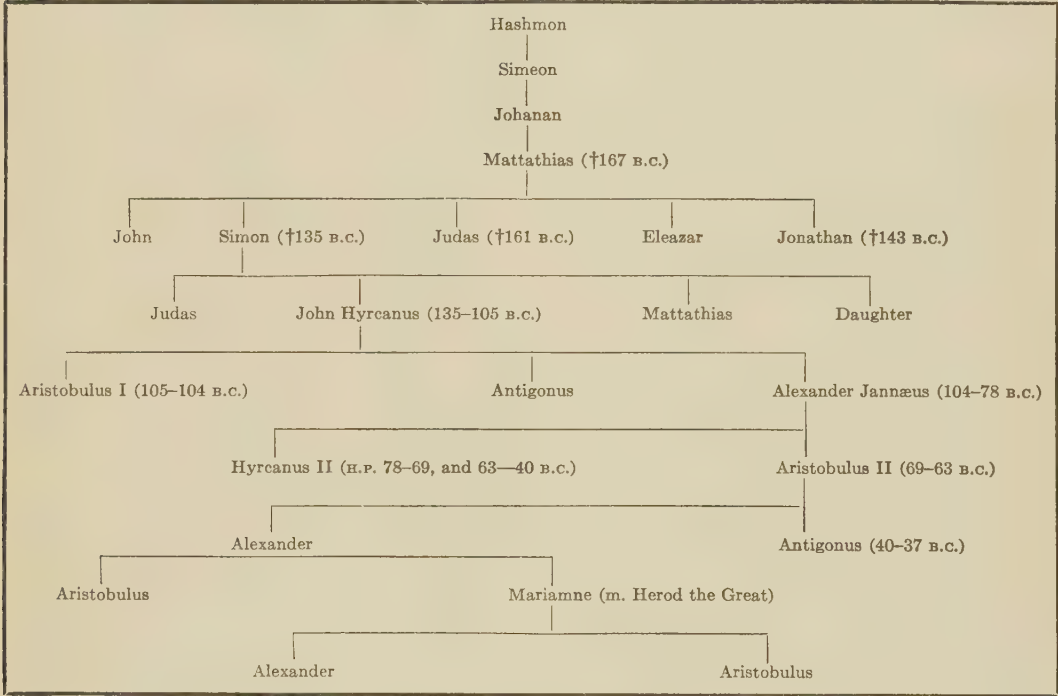 Hashmon
Simeon
Johanan
Mattathias (†167 B.C.)
John Simon (†135 B.C.) Judas (†161 B.C.) Eleazar Jonathan (†143 B.C.)
Judas John Hyrcanus (135–105 B.C.) Mattathias Daughter
Aristobulus I (105–104 B.C.) Antigonus Alexander Jannæus (104–78 B.C.)
Hyrcanus II (H.P. 78–69, and 63—40 B.C.) Aristobulus II (69–63 B.C.)
Alexander Antigonus (40–37 B.C.)
Aristobulus Mariamne (m. Herod the Great)
Alexander Aristobulus